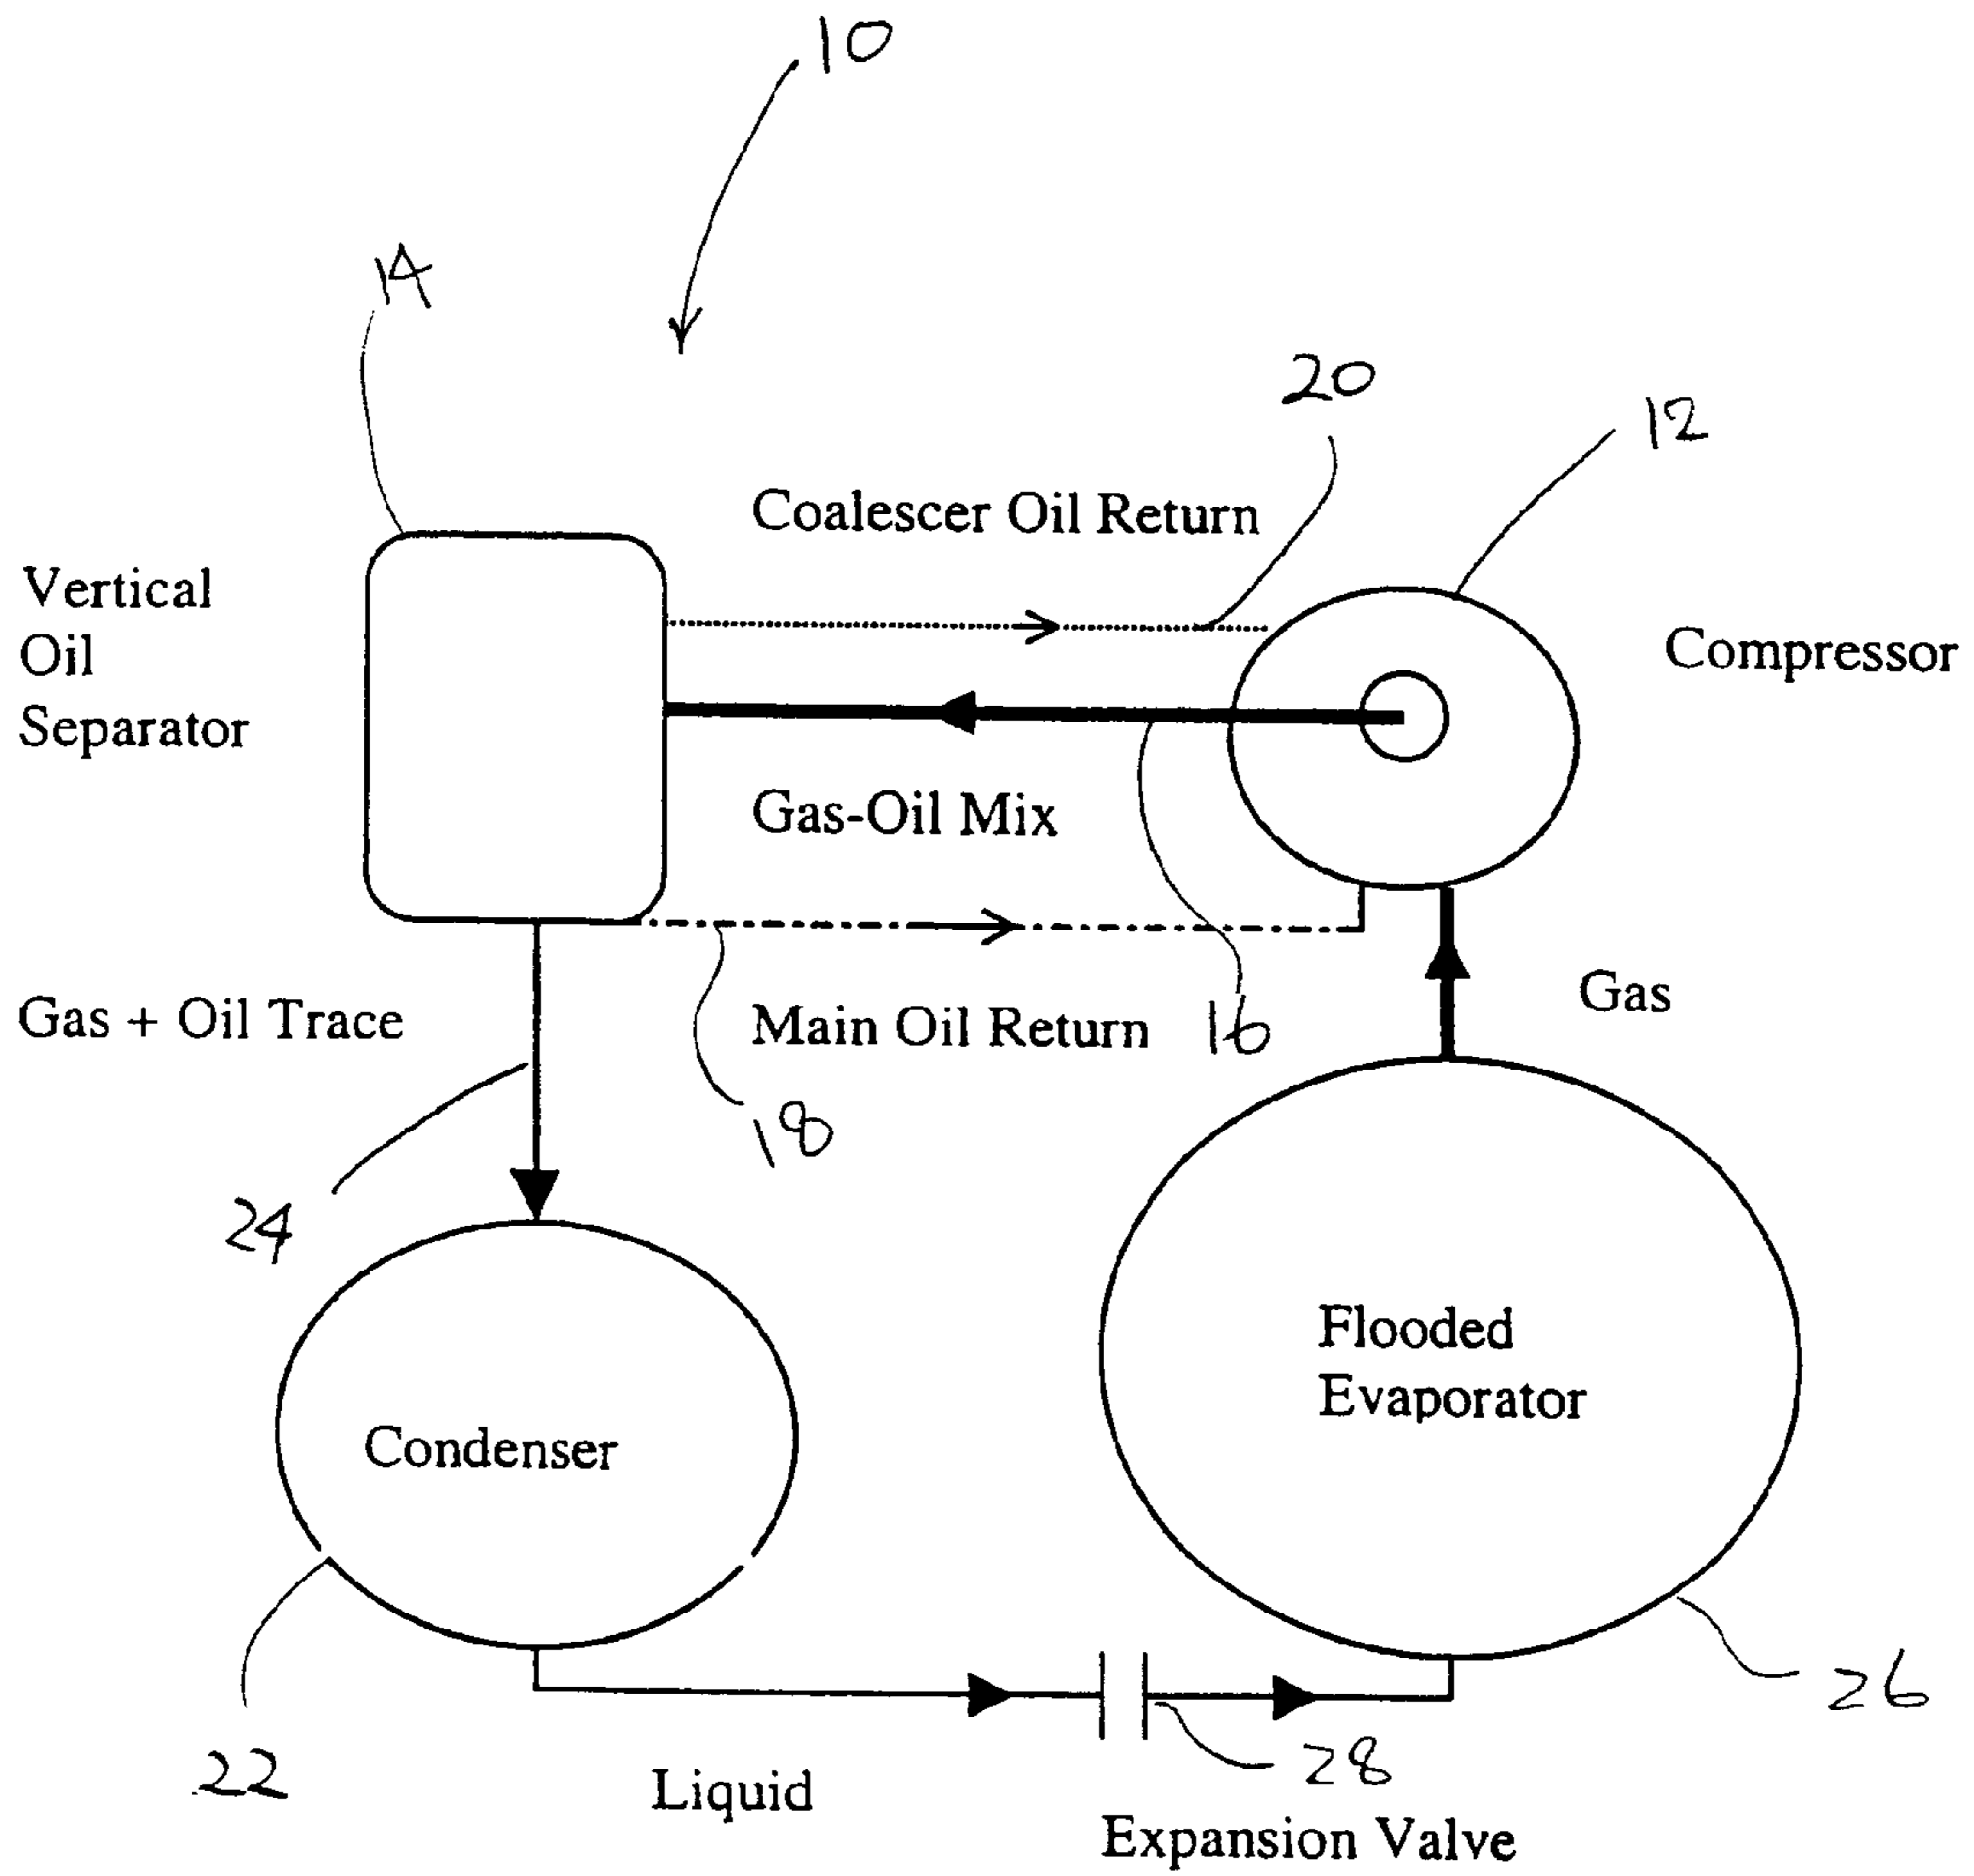 10
14
20
12
Coalescer Oil Return
Vertical
Oil
Separator
Compressor
Gas-Oil Mix
Gas + Oil Trace
Main Oil Return
16
Gas
18
24
Flooded
Evaporator
Condenser
26
22
28
Liquid
Expansion Valve